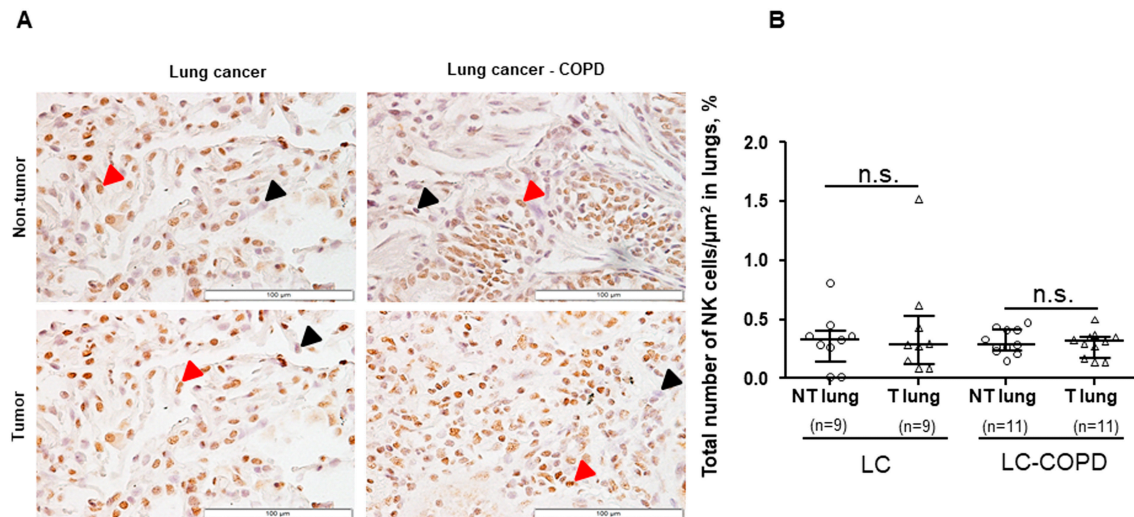 A
Lung cancer
Lung cancer - COPD
Non-tumor
100 µm
100 µm
Tumor
100 µm
100 µm
B
Total number of NK cells/µm² in lungs, %
2.0
1.5
1.0
0.5
0.0
n.s.
n.s.
NT lung
T lung
NT lung
T lung
(n=9)
(n=9)
(n=11)
(n=11)
LC
LC-COPD